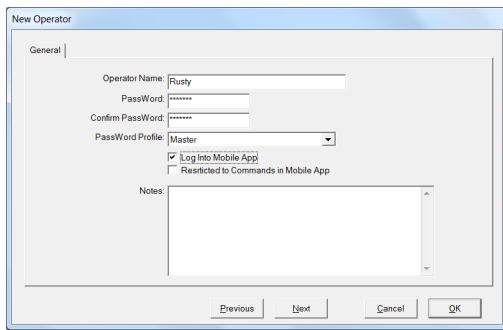 New Operator
General
Operator Name: Rusty
PassWord: *******
Confirm PassWord: *******
PassWord Profile: Master
Log Into Mobile App
Resrticted to Commands in Mobile App
Notes:
Previous Next Cancel OK